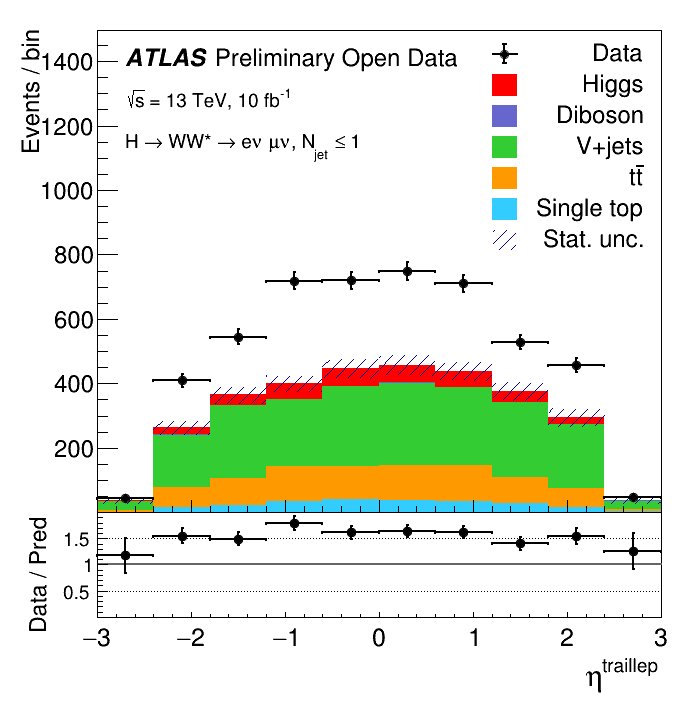 ATLAS Preliminary Open Data
√s = 13 TeV, 10 fb⁻¹
H → WW* → eν μν, N_jet ≤ 1
Data
Higgs
Diboson
V+jets
tt̄
Single top
Stat. unc.
Events / bin
1400
1200
1000
800
600
400
200
Data / Pred
1.5
1
0.5
−3 −2 −1 0 1 2 3
η^traillep